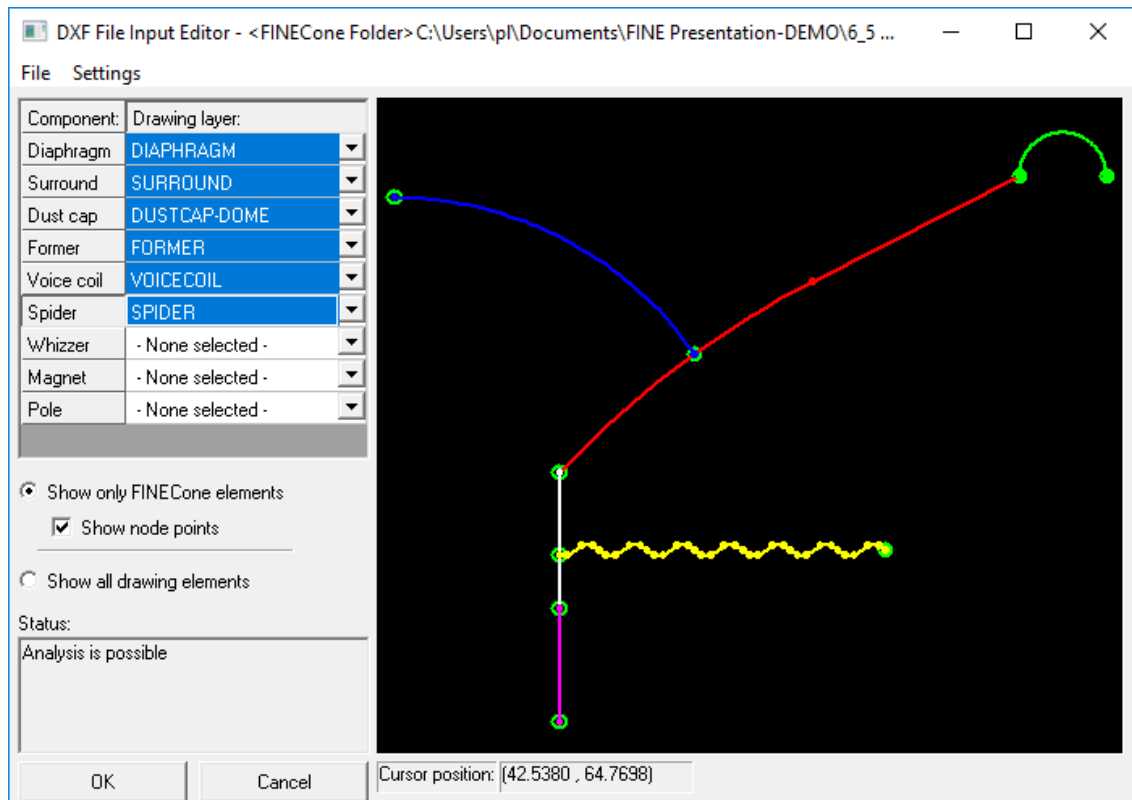 DXF File Input Editor - <FINECone Folder>C:\Users\pl\Documents\FINE Presentation-DEMO\6_5 ...
File Settings
Component: Drawing layer:
Diaphragm DIAPHRAGM
Surround SURROUND
Dust cap DUSTCAP-DOME
Former FORMER
Voice coil VOICECOIL
Spider SPIDER
Whizzer - None selected -
Magnet - None selected -
Pole - None selected -
Show only FINECone elements
Show node points
Show all drawing elements
Status:
Analysis is possible
OK Cancel Cursor position: (42.5380 , 64.7698)